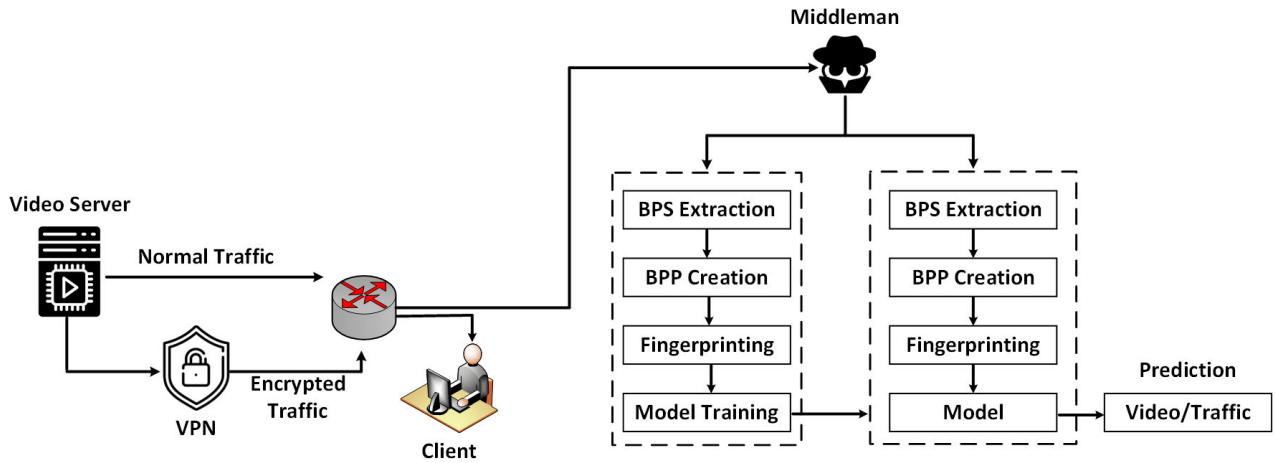 Middleman
Video Server
Normal Traffic
VPN
Encrypted
Traffic
Client
BPS Extraction
BPP Creation
Fingerprinting
Model Training
BPS Extraction
BPP Creation
Fingerprinting
Model
Prediction
Video/Traffic